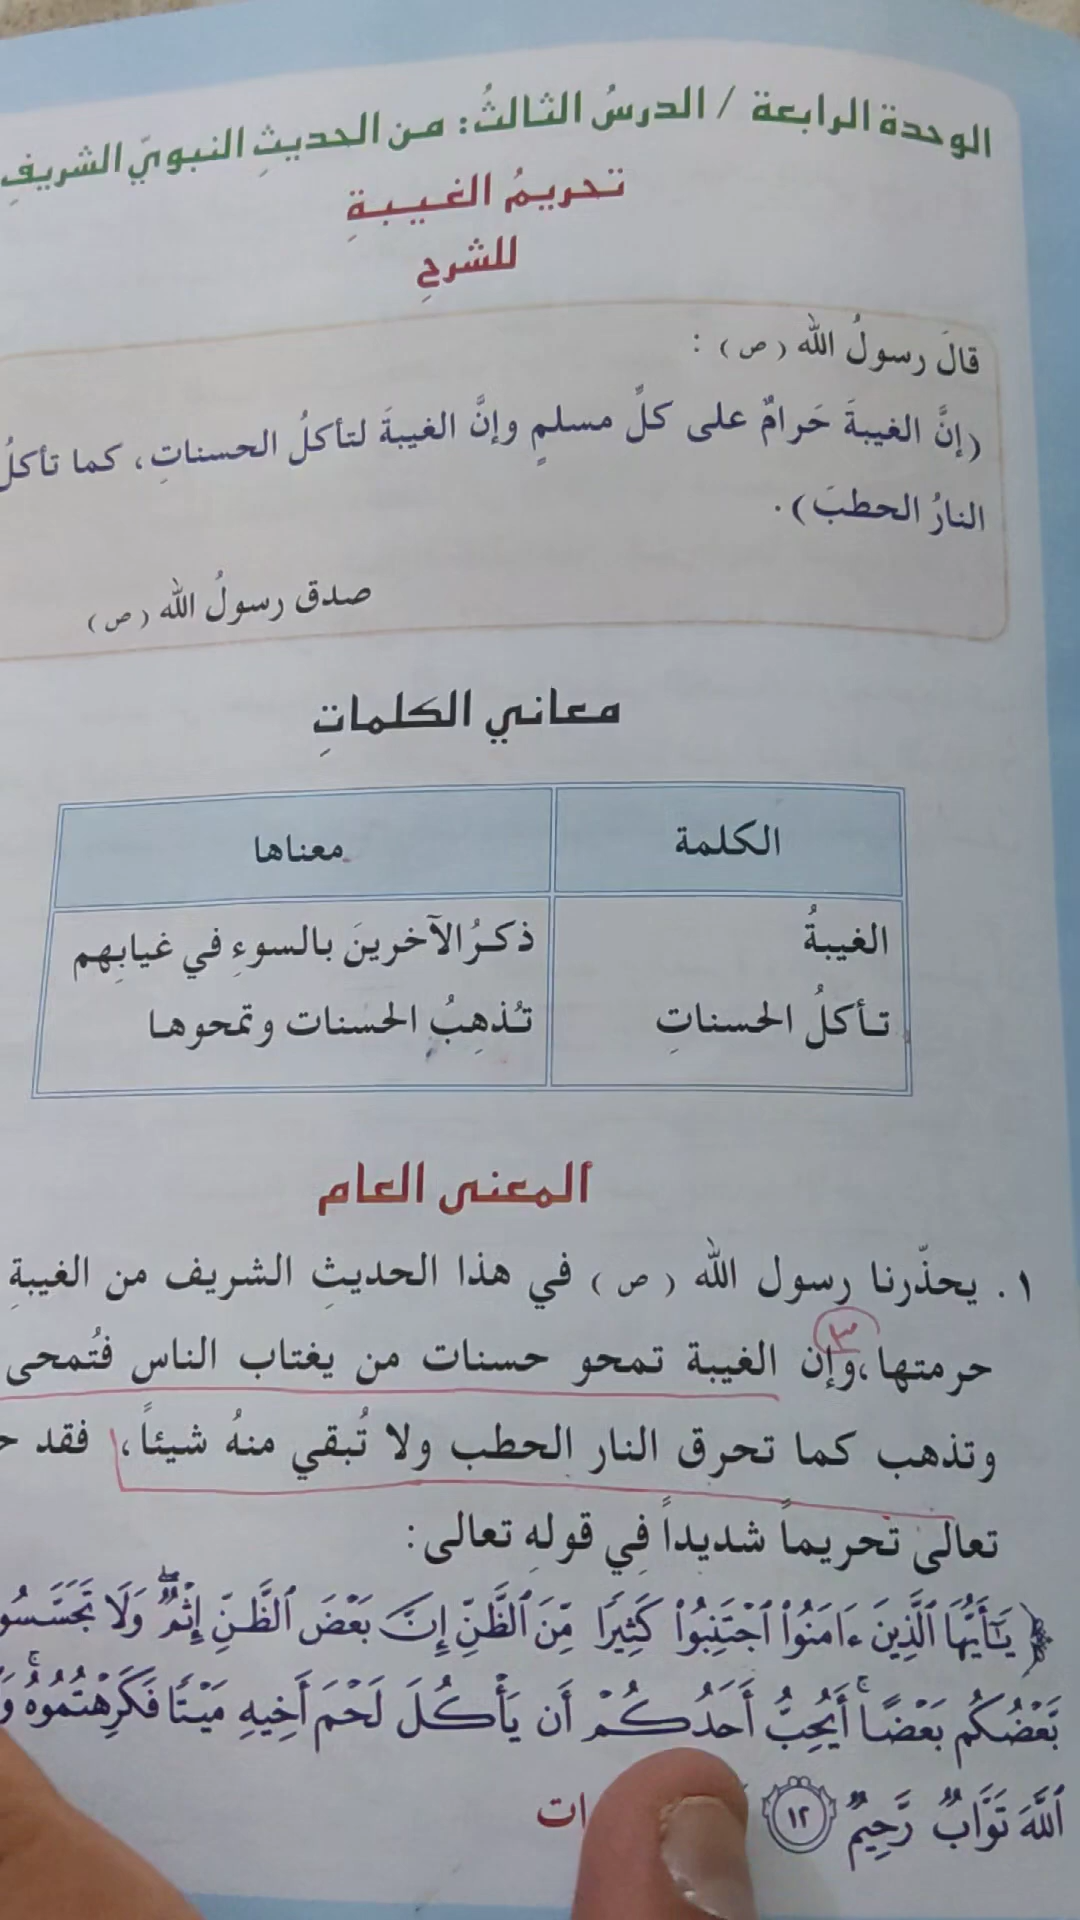 الوحدة الرابعة / الدرسُ الثالثُ: من الحديثِ النبويّ الشريفِ
تحريمُ الغيبةِ
للشرحِ
قالَ رسولُ الله (ص) :
(إنَّ الغيبةَ حَرامٌ على كلِّ مسلمٍ وإنَّ الغيبةَ لتأكلُ الحسناتِ، كما تأكلُ
النارُ الحطبَ).
صدق رسولُ الله (ص)
معاني الكلماتِ
الكلمة معناها
الغيبةُ ذكرُ الآخرينَ بالسوءِ في غيابِهم
تأكلُ الحسناتِ تُذهِبُ الحسنات وتمحوها
المعنى العام
١. يحذّرنا رسول الله (ص) في هذا الحديثِ الشريف من الغيبةِ
٣
حرمتها، وإن الغيبة تمحو حسنات من يغتاب الناس فتُمحى
وتذهب كما تحرق النار الحطب ولا تُبقي منهُ شيئاً، فقد
تعالى تحريماً شديداً في قولهِ تعالى:
﴿يَٰٓأَيُّهَا ٱلَّذِينَ ءَامَنُواْ ٱجۡتَنِبُواْ كَثِيرٗا مِّنَ ٱلظَّنِّ إِنَّ بَعۡضَ ٱلظَّنِّ إِثۡمٞۖ وَلَا تَجَسَّسُو
بَّعۡضُكُم بَعۡضًاۚ أَيُحِبُّ أَحَدُكُمۡ أَن يَأۡكُلَ لَحۡمَ أَخِيهِ مَيۡتٗا فَكَرِهۡتُمُوهُۚ
ٱللَّهَ تَوَّابٞ رَّحِيمٞ ١٢